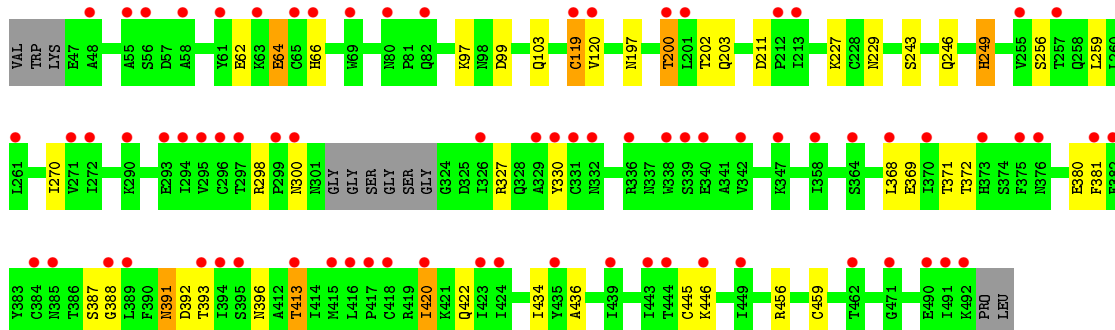 VAL TRP LYS E47 A48 A55 S56 D57 A58 Y61 E62 K63 E64 C65 H66 W69 N80 P81 Q82 K97 N98 D99 Q103 C119 V120 N197 T200 L201 T202 Q203 D211 P212 I213 K227 C228 N229 S243 Q246 H249 V255 S256 T257 Q258 L259 L260
L261 I270 V271 I272 K290 E293 I294 V295 C296 T297 R298 P299 N300 N301 GLY GLY SER GLY SER GLY G324 D325 I326 R327 Q328 A329 Y330 C331 N332 R336 N337 W338 S339 E340 A341 V342 K347 I358 S364 L368 E369 I370 T371 T372 H373 S374 F375 N376 E380 F381
Y383 C384 N385 T386 S387 G388 L389 F390 N391 D392 T393 I394 S395 N396 A412 T413 I414 M415 L416 P417 C418 R419 I420 K421 Q422 I423 I424 I434 Y435 A436 I439 I443 T444 C445 K446 I449 R456 C459 T462 G471 E490 I491 K492 PRO LEU